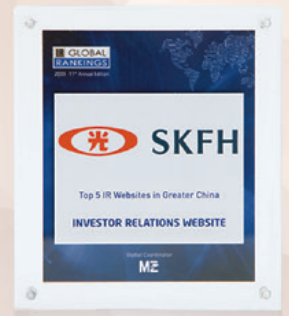 IR GLOBAL
RANKINGS
2009 11th Annual Edition
光 SKFH
Top 5 IR Websites in Greater China
INVESTOR RELATIONS WEBSITE
Global Coordinator
MZ